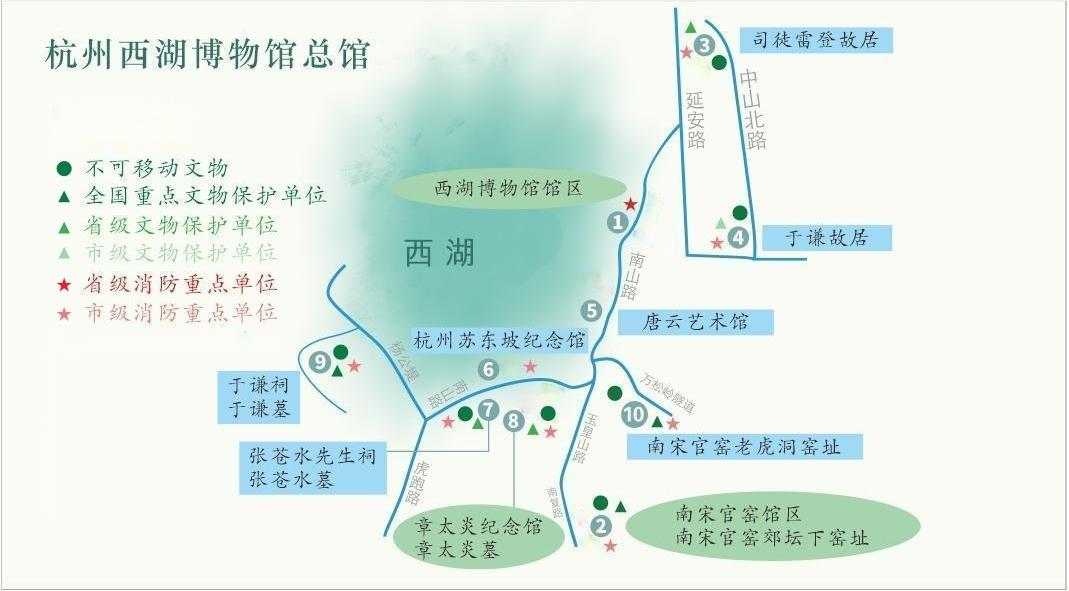 杭州西湖博物馆总馆
不可移动文物
全国重点文物保护单位
省级文物保护单位
市级文物保护单位
省级消防重点单位
市级消防重点单位
3
司徒雷登故居
延安路
中山北路
西湖博物馆馆区
1
4
于谦故居
西湖
南山路
5
唐云艺术馆
杭州苏东坡纪念馆
杨公堤
9
6
南山路
万松岭隧道
于谦祠
于谦墓
7
8
10
玉皇山路
南宋官窑老虎洞窑址
张苍水先生祠
张苍水墓
虎跑路
南复路
章太炎纪念馆
章太炎墓
2
南宋官窑馆区
南宋官窑郊坛下窑址